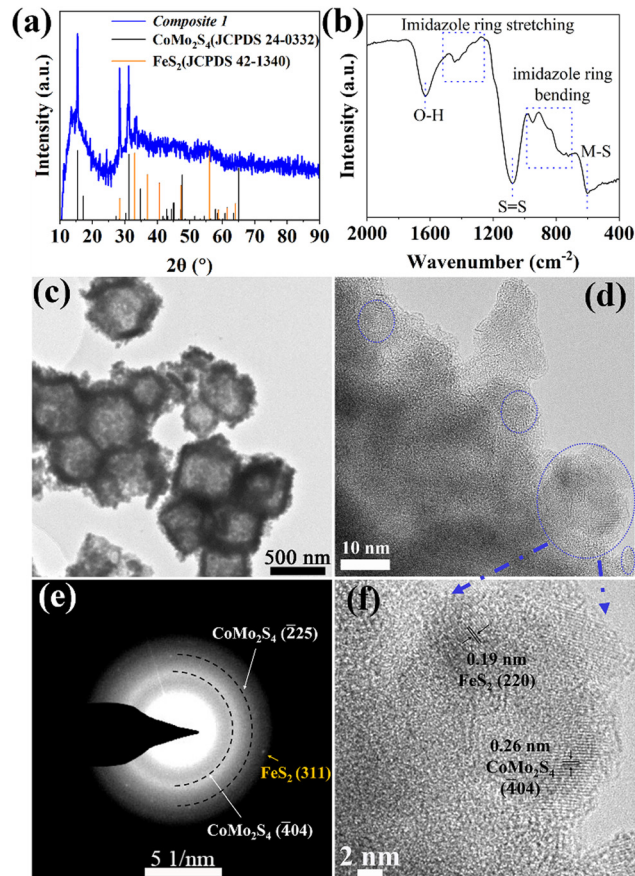 (a)
Composite 1
CoMo₂S₄(JCPDS 24-0332)
FeS₂(JCPDS 42-1340)
Intensity (a.u.)
10 20 30 40 50 60 70 80 90
2θ (°)
(b)
Imidazole ring stretching
imidazole ring
bending
O-H
M-S
S=S
Intensity (a.u.)
2000 1600 1200 800 400
Wavenumber (cm⁻²)
(c)
500 nm
(d)
10 nm
(e)
CoMo₂S₄ (2̄25)
FeS₂ (311)
CoMo₂S₄ (4̄04)
5 1/nm
(f)
0.19 nm
FeS₂ (220)
0.26 nm
CoMo₂S₄
(4̄04)
2 nm